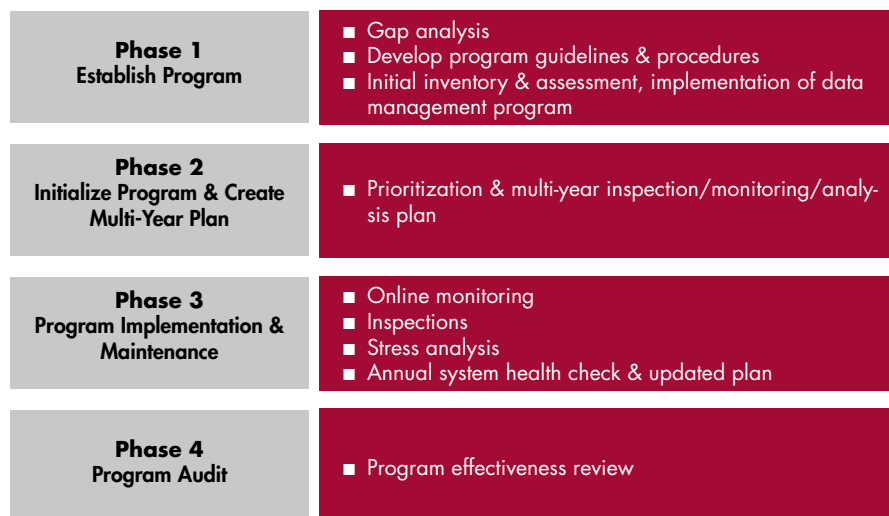 Phase 1
Establish Program
■ Gap analysis
■ Develop program guidelines & procedures
■ Initial inventory & assessment, implementation of data
management program
Phase 2
Initialize Program & Create
Multi-Year Plan
■ Prioritization & multi-year inspection/monitoring/analy-
sis plan
Phase 3
Program Implementation &
Maintenance
■ Online monitoring
■ Inspections
■ Stress analysis
■ Annual system health check & updated plan
Phase 4
Program Audit
■ Program effectiveness review